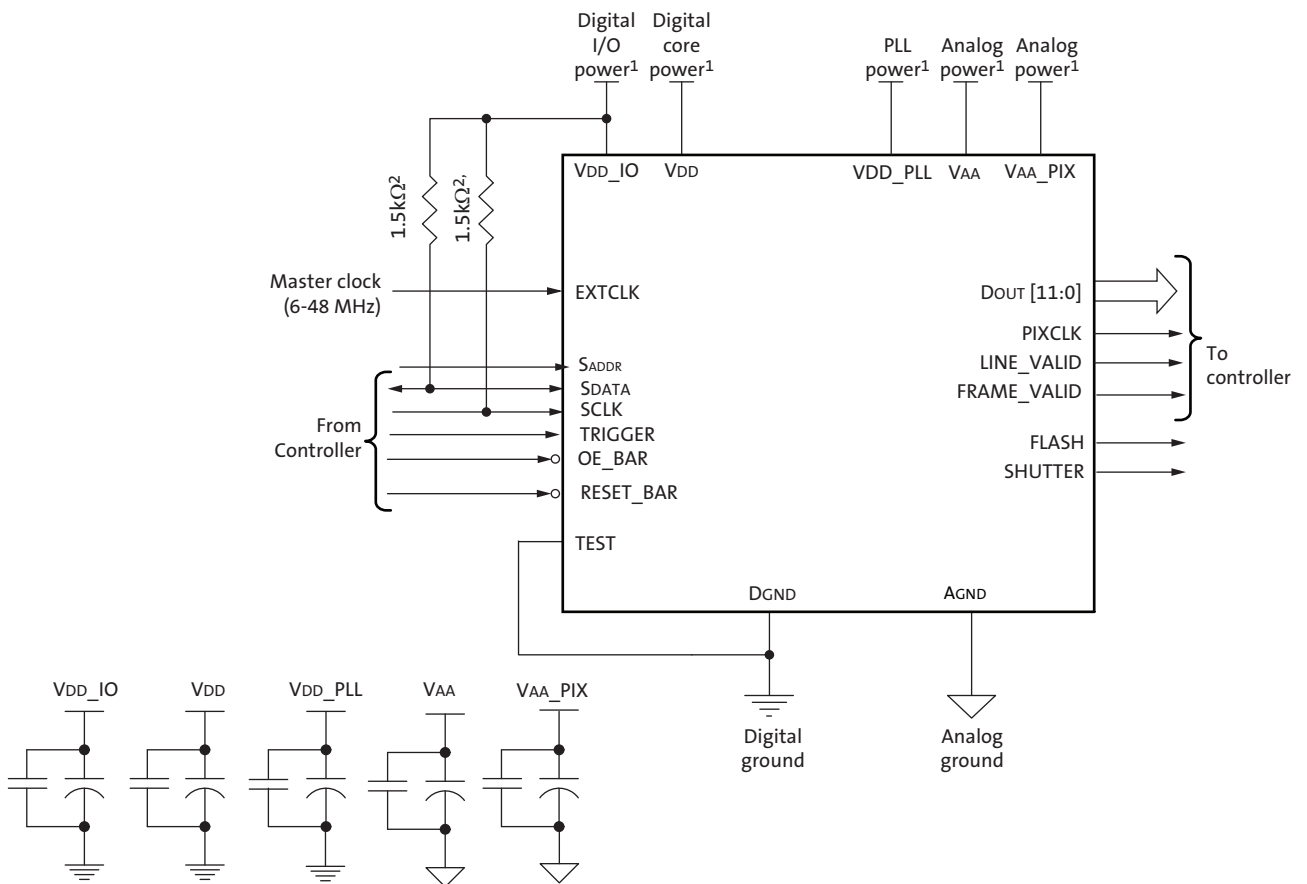 Digital
I/O
power1
Digital
core
power1
PLL
power1
Analog
power1
Analog
power1
VDD_IO
VDD
VDD_PLL
VAA
VAA_PIX
1.5kΩ2
1.5kΩ2,
Master clock
(6-48 MHz)
EXTCLK
SADDR
SDATA
SCLK
TRIGGER
OE_BAR
RESET_BAR
TEST
From
Controller
DOUT [11:0]
PIXCLK
LINE_VALID
FRAME_VALID
FLASH
SHUTTER
To
controller
DGND
AGND
Digital
ground
Analog
ground
VDD_IO
VDD
VDD_PLL
VAA
VAA_PIX